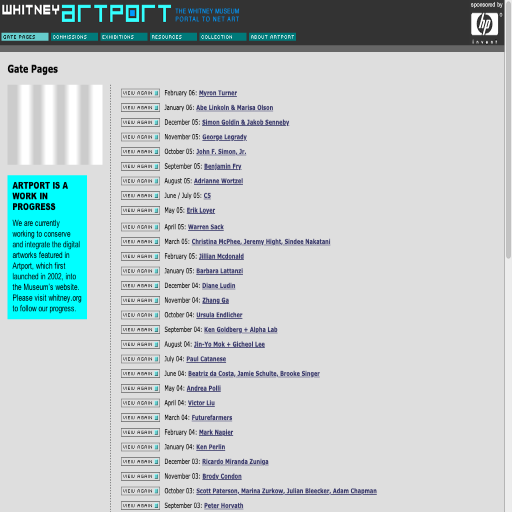 WHITNEY ARTPORT
THE WHITNEY MUSEUM
PORTAL TO NET ART
sponsored by
hp
invent
GATE PAGES
COMMISSIONS
EXHIBITIONS
RESOURCES
COLLECTION
ABOUT ARTPORT
Gate Pages
ARTPORT IS A
WORK IN
PROGRESS
We are currently
working to conserve
and integrate the digital
artworks featured in
Artport, which first
launched in 2002, into
the Museum's website.
Please visit whitney.org
to follow our progress.
VIEW AGAIN February 06: Myron Turner
VIEW AGAIN January 06: Abe Linkoln & Marisa Olson
VIEW AGAIN December 05: Simon Goldin & Jakob Senneby
VIEW AGAIN November 05: George Legrady
VIEW AGAIN October 05: John F. Simon, Jr.
VIEW AGAIN September 05: Benjamin Fry
VIEW AGAIN August 05: Adrianne Wortzel
VIEW AGAIN June / July 05: C5
VIEW AGAIN May 05: Erik Loyer
VIEW AGAIN April 05: Warren Sack
VIEW AGAIN March 05: Christina McPhee, Jeremy Hight, Sindee Nakatani
VIEW AGAIN February 05: Jillian Mcdonald
VIEW AGAIN January 05: Barbara Lattanzi
VIEW AGAIN December 04: Diane Ludin
VIEW AGAIN November 04: Zhang Ga
VIEW AGAIN October 04: Ursula Endlicher
VIEW AGAIN September 04: Ken Goldberg + Alpha Lab
VIEW AGAIN August 04: Jin-Yo Mok + Gicheol Lee
VIEW AGAIN July 04: Paul Catanese
VIEW AGAIN June 04: Beatriz da Costa, Jamie Schulte, Brooke Singer
VIEW AGAIN May 04: Andrea Polli
VIEW AGAIN April 04: Victor Liu
VIEW AGAIN March 04: Futurefarmers
VIEW AGAIN February 04: Mark Napier
VIEW AGAIN January 04: Ken Perlin
VIEW AGAIN December 03: Ricardo Miranda Zuniga
VIEW AGAIN November 03: Brody Condon
VIEW AGAIN October 03: Scott Paterson, Marina Zurkow, Julian Bleecker, Adam Chapman
VIEW AGAIN September 03: Peter Horvath